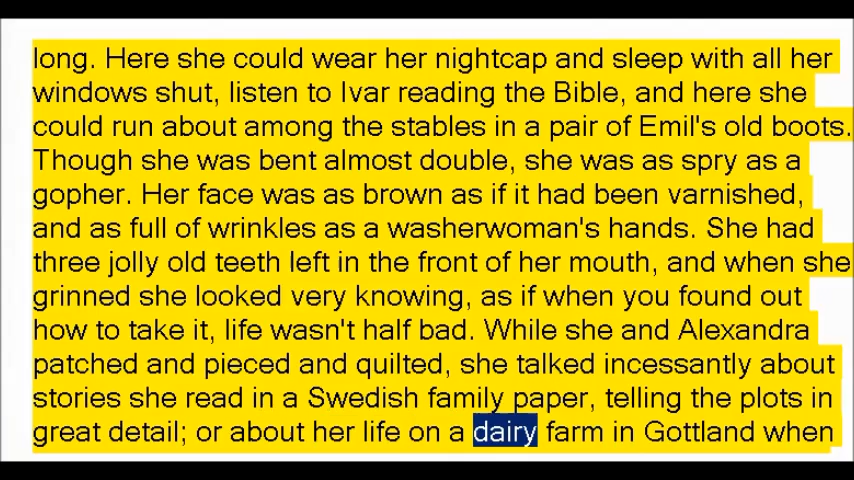 long. Here she could wear her nightcap and sleep with all her
windows shut, listen to Ivar reading the Bible, and here she
could run about among the stables in a pair of Emil's old boots.
Though she was bent almost double, she was as spry as a
gopher. Her face was as brown as if it had been varnished,
and as full of wrinkles as a washerwoman's hands. She had
three jolly old teeth left in the front of her mouth, and when she
grinned she looked very knowing, as if when you found out
how to take it, life wasn't half bad. While she and Alexandra
patched and pieced and quilted, she talked incessantly about
stories she read in a Swedish family paper, telling the plots in
great detail; or about her life on a dairy farm in Gottland when